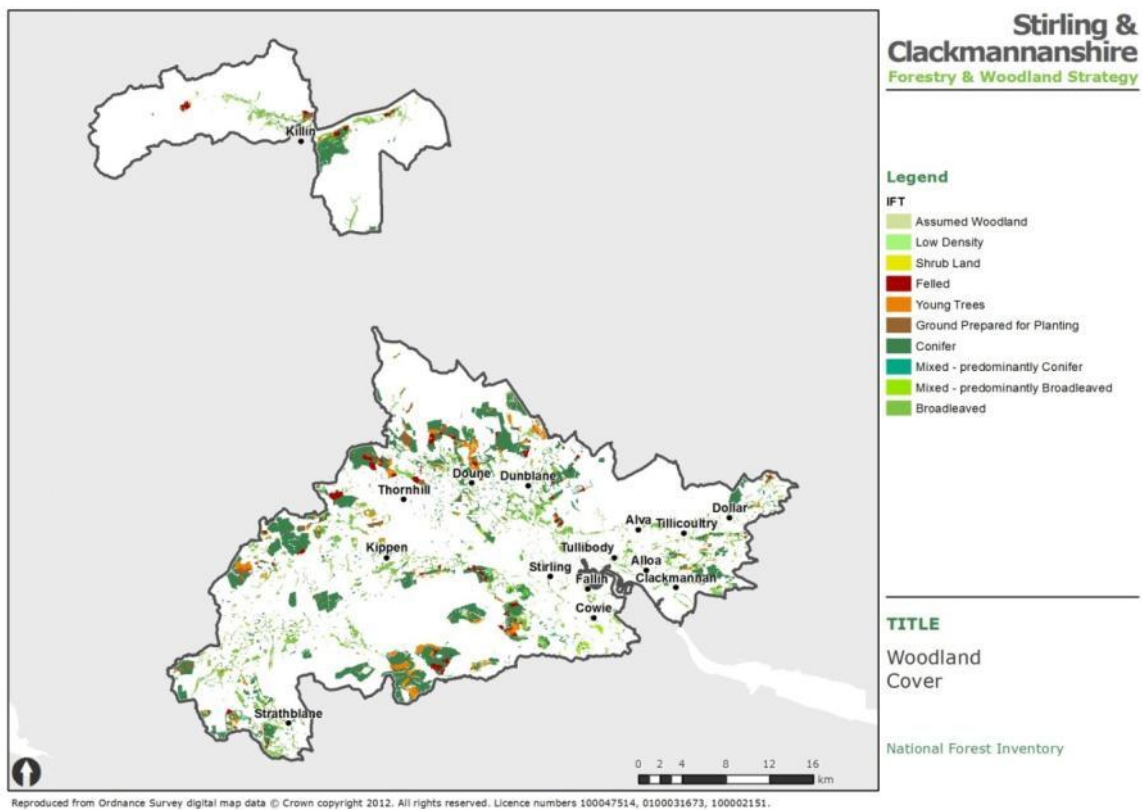 Stirling &
Clackmannanshire
Forestry & Woodland Strategy
Legend
IFT
Assumed Woodland
Low Density
Shrub Land
Felled
Young Trees
Ground Prepared for Planting
Conifer
Mixed - predominantly Conifer
Mixed - predominantly Broadleaved
Broadleaved
Killin
Thornhill
Doune
Dunblane
Dollar
Alva
Tillicoultry
Kippen
Tullibody
Stirling
Alloa
Fallin
Clackmannan
Cowie
Strathblane
TITLE
Woodland
Cover
National Forest Inventory
0 2 4 8 12 16
km
Reproduced from Ordnance Survey digital map data © Crown copyright 2012. All rights reserved. Licence numbers 100047514, 0100031673, 100002151.